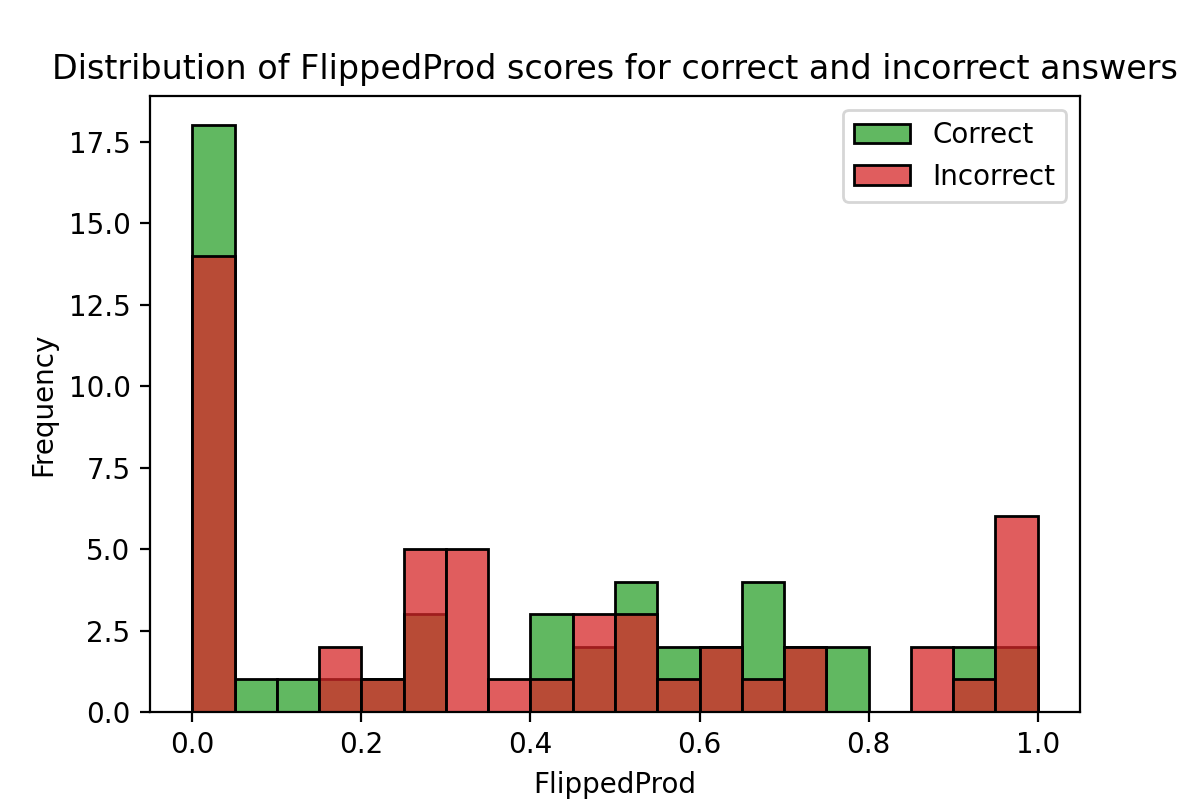 Distribution of FlippedProd scores for correct and incorrect answers
Correct
Incorrect
17.5
15.0
12.5
10.0
7.5
5.0
2.5
0.0
Frequency
0.0 0.2 0.4 0.6 0.8 1.0
FlippedProd